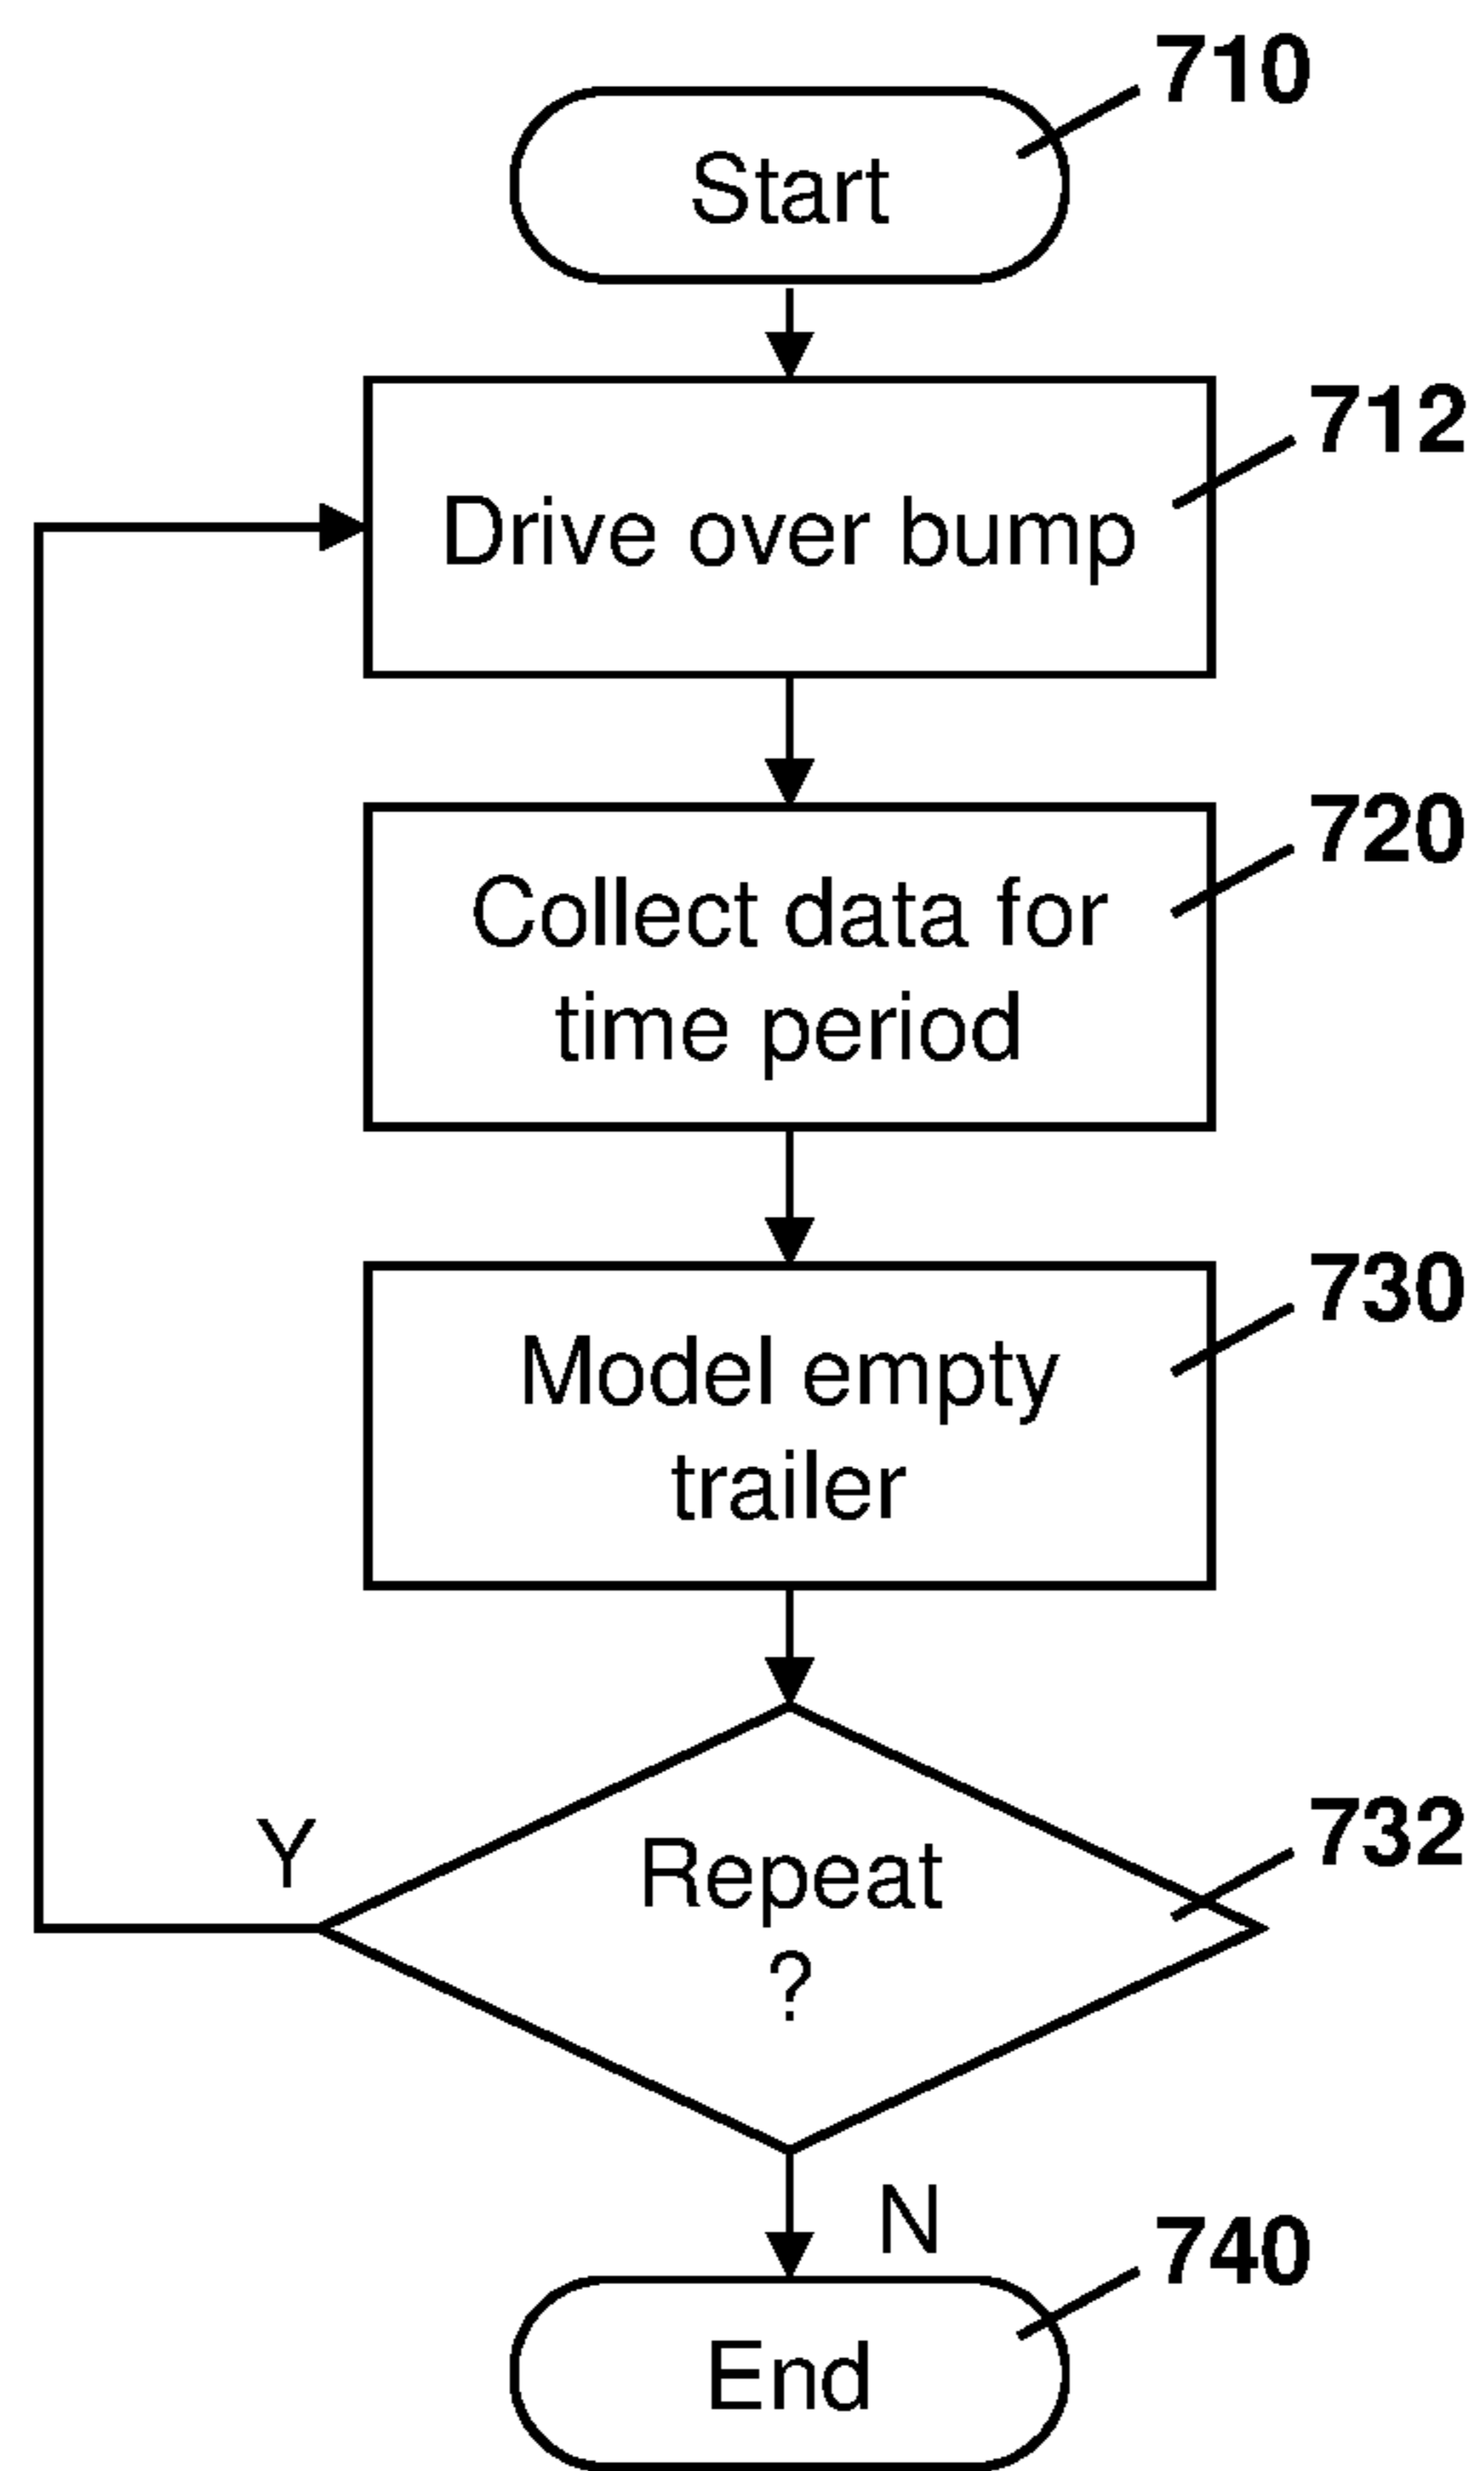 710
Start
712
Drive over bump
720
Collect data for
time period
730
Model empty
trailer
732
Y
Repeat
?
N
740
End